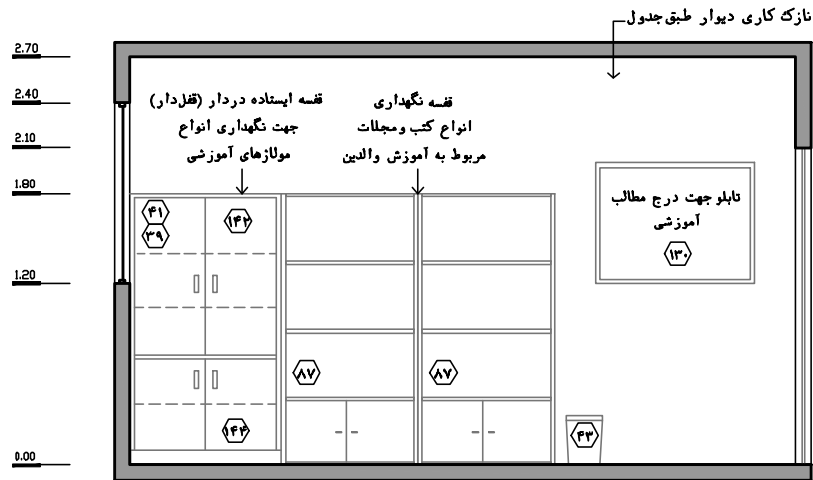 نازک کاری دیوار طبق جدول
2.70
2.40
2.10
1.80
1.20
0.00
قفسه ایستاده دردار (قفل‌دار)
جهت نگهداری انواع
مولاژهای آموزشی
قفسه نگهداری
انواع کتب و مجلات
مربوط به آموزش والدین
تابلو جهت درج مطالب
آموزشی
۱۳۰
۴۱
۳۹
۱۴۲
۸۷
۸۷
۱۴۴
۴۳